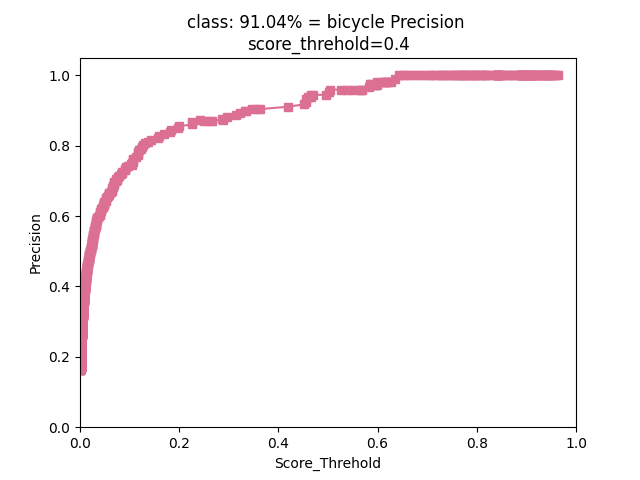 class: 91.04% = bicycle Precision
score_threhold=0.4
1.0
0.8
0.6
0.4
0.2
0.0
Precision
0.0 0.2 0.4 0.6 0.8 1.0
Score_Threhold